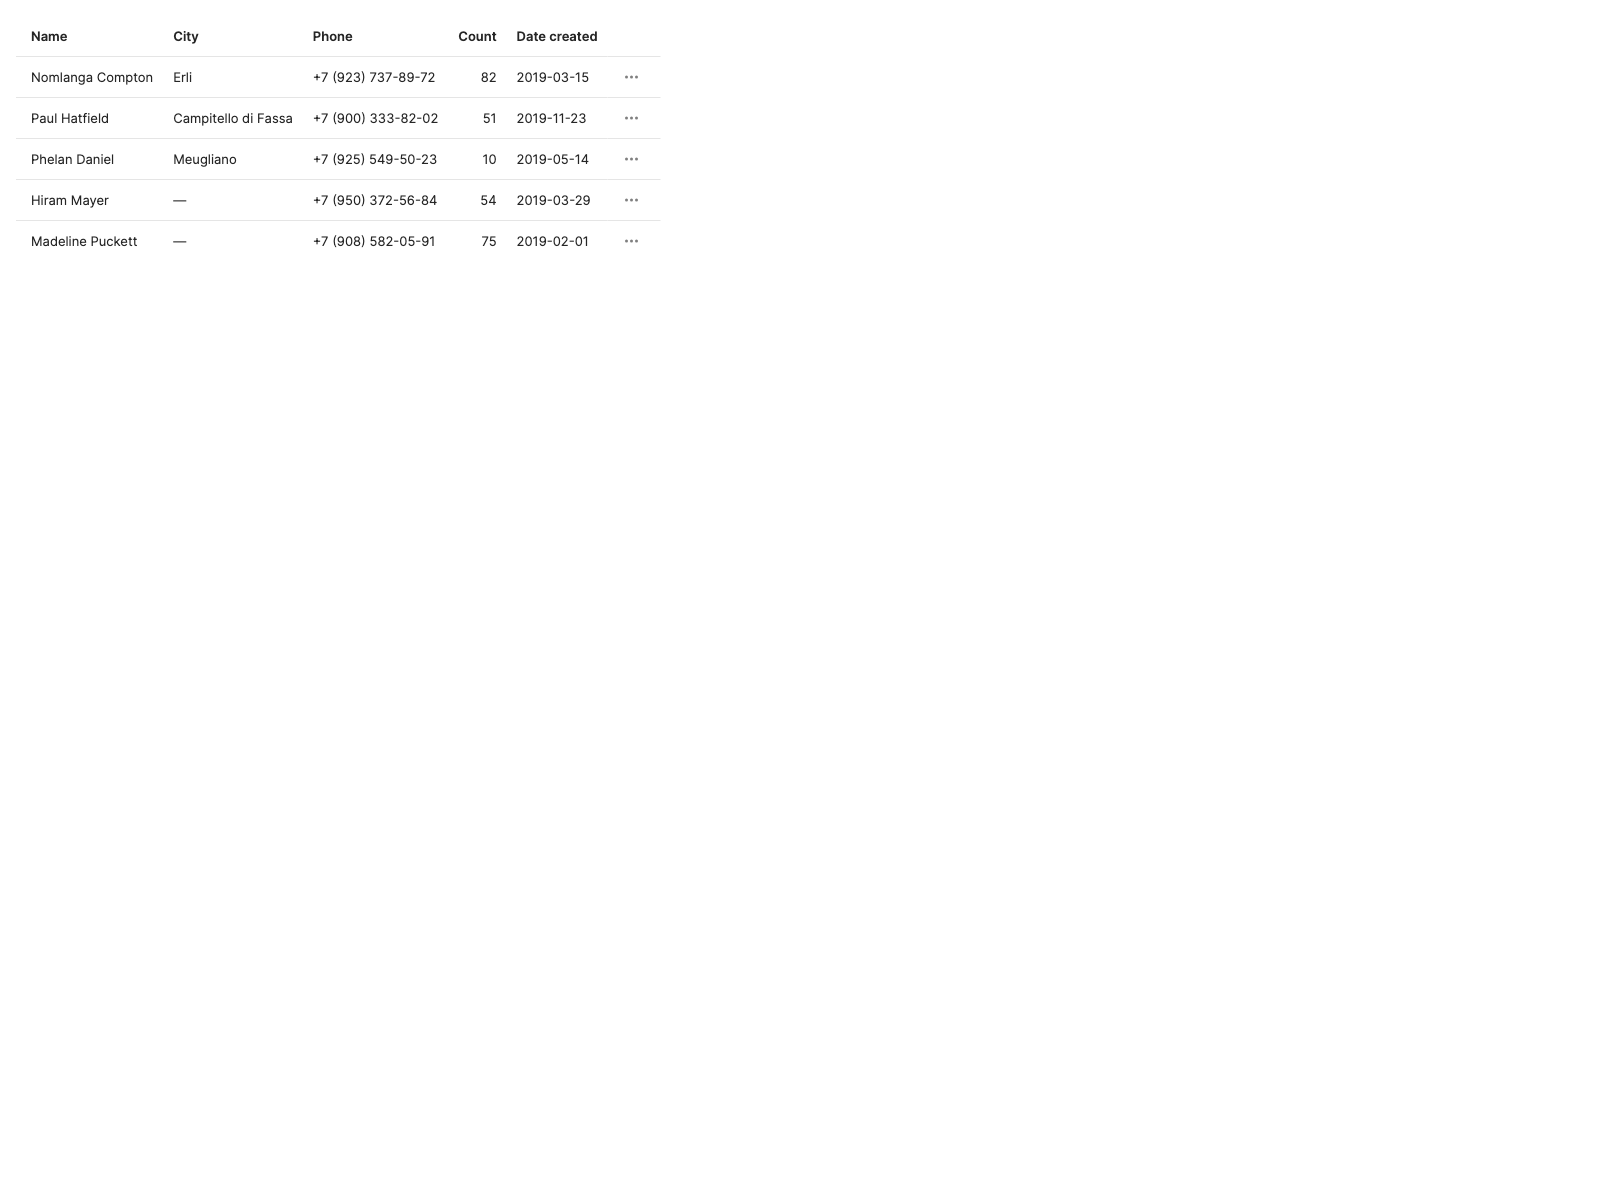 Name City Phone Count Date created
Nomlanga Compton Erli +7 (923) 737-89-72 82 2019-03-15
Paul Hatfield Campitello di Fassa +7 (900) 333-82-02 51 2019-11-23
Phelan Daniel Meugliano +7 (925) 549-50-23 10 2019-05-14
Hiram Mayer — +7 (950) 372-56-84 54 2019-03-29
Madeline Puckett — +7 (908) 582-05-91 75 2019-02-01